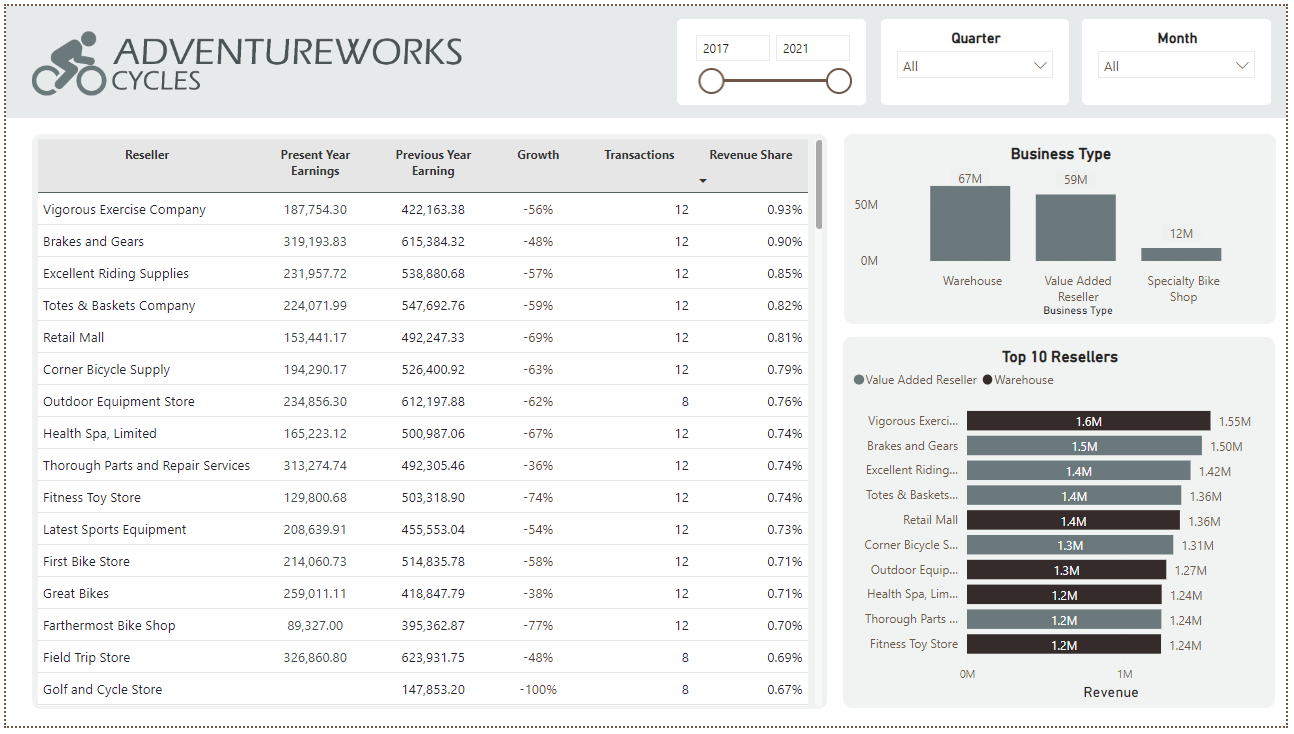 ADVENTUREWORKS
CYCLES
2017 2021
Quarter
All
Month
All
Reseller Present Year Earnings Previous Year Earning Growth Transactions Revenue Share
Vigorous Exercise Company 187,754.30 422,163.38 -56% 12 0.93%
Brakes and Gears 319,193.83 615,384.32 -48% 12 0.90%
Excellent Riding Supplies 231,957.72 538,880.68 -57% 12 0.85%
Totes & Baskets Company 224,071.99 547,692.76 -59% 12 0.82%
Retail Mall 153,441.17 492,247.33 -69% 12 0.81%
Corner Bicycle Supply 194,290.17 526,400.92 -63% 12 0.79%
Outdoor Equipment Store 234,856.30 612,197.88 -62% 8 0.76%
Health Spa, Limited 165,223.12 500,987.06 -67% 12 0.74%
Thorough Parts and Repair Services 313,274.74 492,305.46 -36% 12 0.74%
Fitness Toy Store 129,800.68 503,318.90 -74% 12 0.74%
Latest Sports Equipment 208,639.91 455,553.04 -54% 12 0.73%
First Bike Store 214,060.73 514,835.78 -58% 12 0.71%
Great Bikes 259,011.11 418,847.79 -38% 12 0.71%
Farthermost Bike Shop 89,327.00 395,362.87 -77% 12 0.70%
Field Trip Store 326,860.80 623,931.75 -48% 8 0.69%
Golf and Cycle Store 147,853.20 -100% 8 0.67%
Business Type
67M 59M 12M
50M
0M
Warehouse Value Added Reseller Specialty Bike Shop
Business Type
Top 10 Resellers
Value Added Reseller Warehouse
Vigorous Exerci... 1.6M 1.55M
Brakes and Gears 1.5M 1.50M
Excellent Riding... 1.4M 1.42M
Totes & Baskets... 1.4M 1.36M
Retail Mall 1.4M 1.36M
Corner Bicycle S... 1.3M 1.31M
Outdoor Equip... 1.3M 1.27M
Health Spa, Lim... 1.2M 1.24M
Thorough Parts ... 1.2M 1.24M
Fitness Toy Store 1.2M 1.24M
0M 1M
Revenue